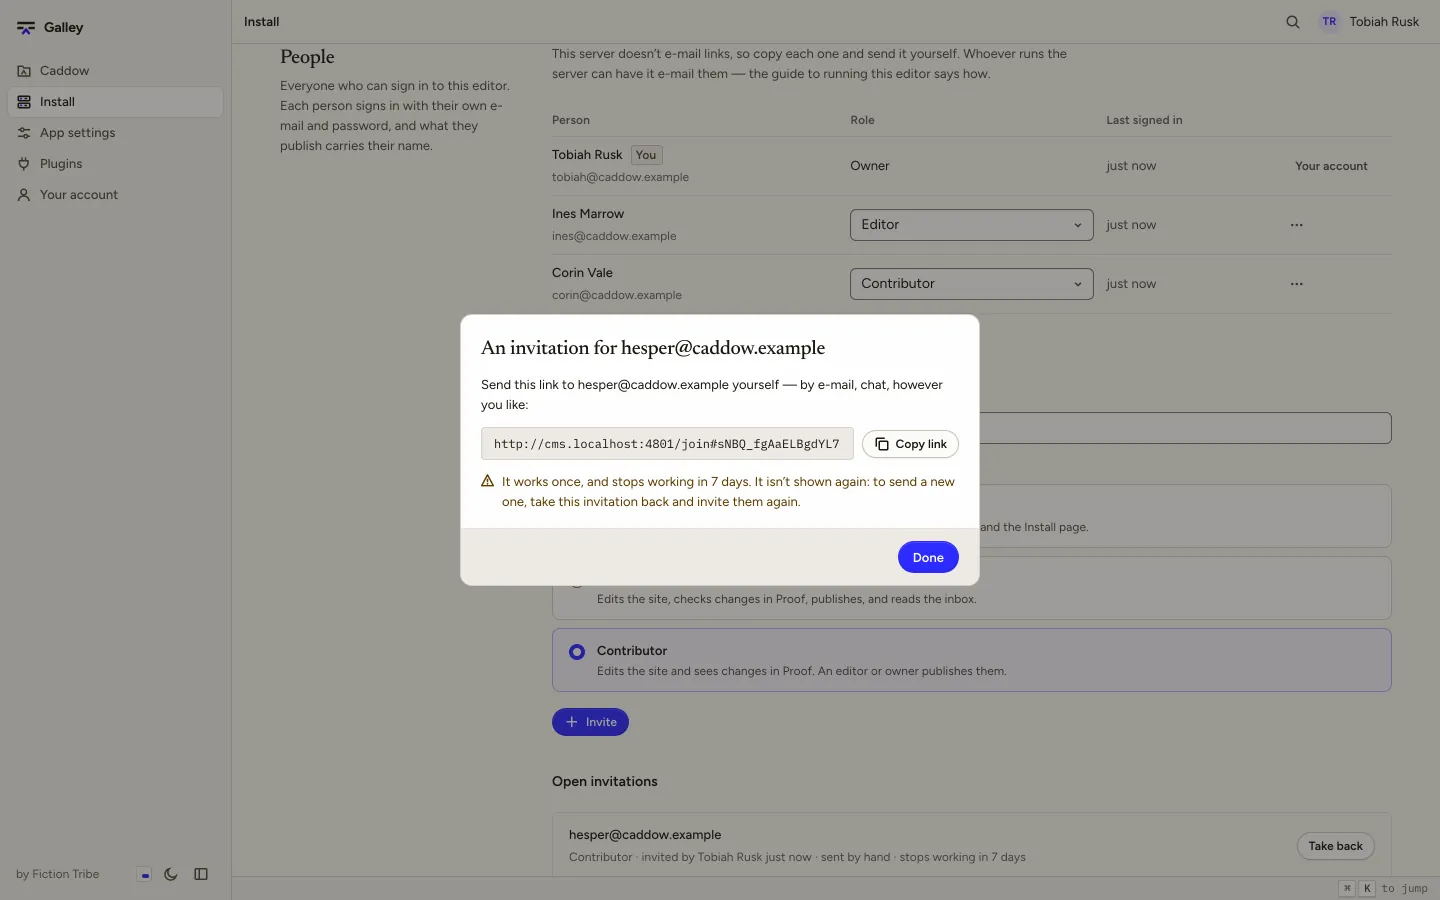 Galley
Install
TR
Tobiah Rusk
Caddow
Install
App settings
Plugins
Your account
by Fiction Tribe
People
Everyone who can sign in to this editor.
Each person signs in with their own e-
mail and password, and what they
publish carries their name.
This server doesn't e-mail links, so copy each one and send it yourself. Whoever runs the
server can have it e-mail them — the guide to running this editor says how.
Person
Role
Last signed in
Tobiah Rusk
You
tobiah@caddow.example
Owner
just now
Your account
Ines Marrow
ines@caddow.example
Editor
just now
Corin Vale
corin@caddow.example
Contributor
just now
An invitation for hesper@caddow.example
Send this link to hesper@caddow.example yourself — by e-mail, chat, however
you like:
http://cms.localhost:4801/join#sNBQ_fgAaELBgdYL7
Copy link
It works once, and stops working in 7 days. It isn't shown again: to send a new
one, take this invitation back and invite them again.
Done
and the Install page.
Edits the site, checks changes in Proof, publishes, and reads the inbox.
Contributor
Edits the site and sees changes in Proof. An editor or owner publishes them.
Invite
Open invitations
hesper@caddow.example
Contributor · invited by Tobiah Rusk just now · sent by hand · stops working in 7 days
Take back
⌘ K to jump